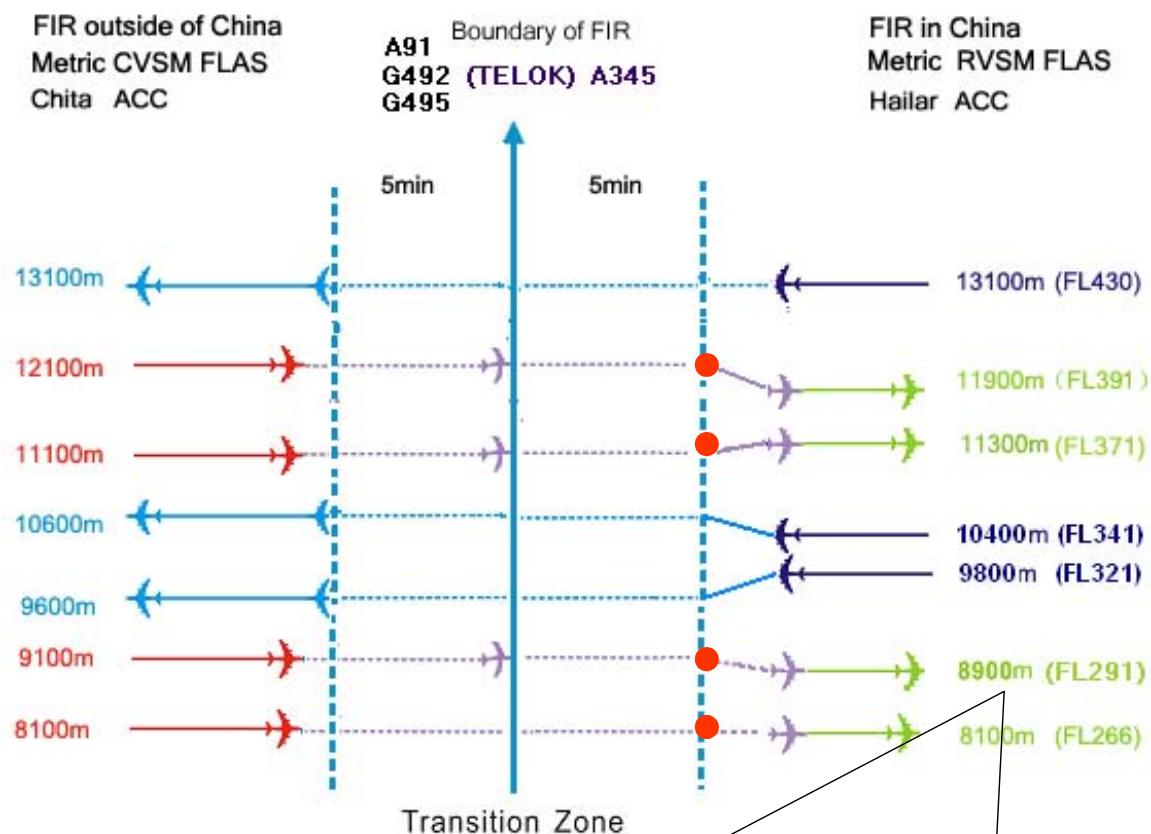 FIR outside of China
Metric CVSM FLAS
Chita ACC
Boundary of FIR
A91
G492 (TELOK) A345
G495
FIR in China
Metric RVSM FLAS
Hailar ACC
5min
5min
13100m
13100m (FL430)
12100m
11900m (FL391)
11100m
11300m (FL371)
10600m
10400m (FL341)
9600m
9800m (FL321)
9100m
8900m (FL291)
8100m
8100m (FL266)
Transition Zone